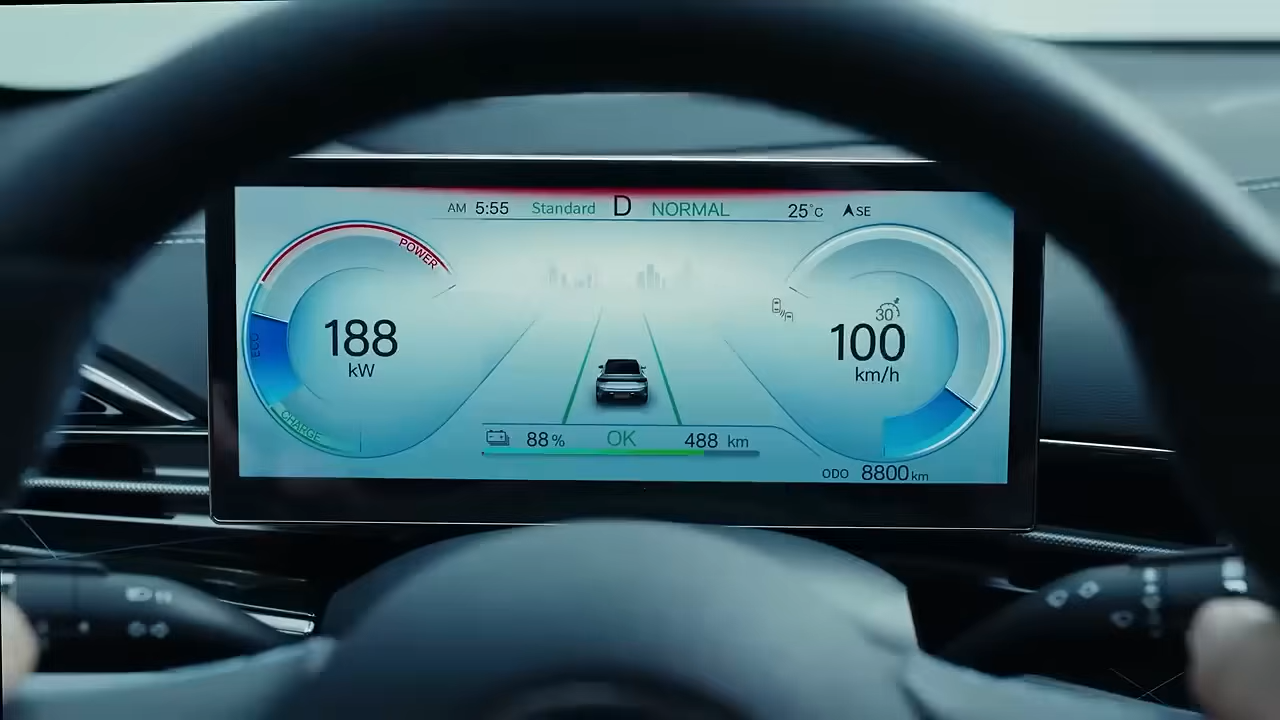 AM 5:55 Standard D NORMAL 25°C SE
POWER
ECO
CHARGE
188
kW
30
100
km/h
88% OK 488 km
ODO 8800km